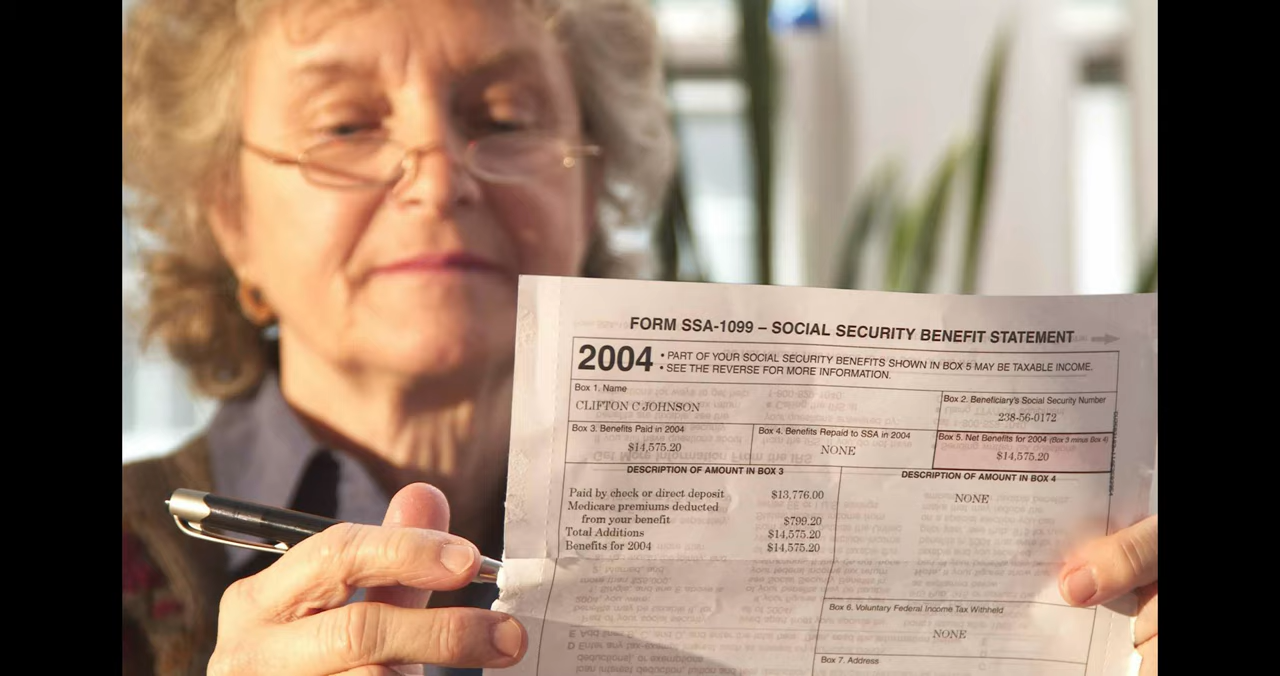 FORM SSA-1099 – SOCIAL SECURITY BENEFIT STATEMENT
2004
• PART OF YOUR SOCIAL SECURITY BENEFITS SHOWN IN BOX 5 MAY BE TAXABLE INCOME.
• SEE THE REVERSE FOR MORE INFORMATION.
Box 1. Name
CLIFTON C JOHNSON
Box 2. Beneficiary's Social Security Number
238-56-0172
Box 3. Benefits Paid in 2004
$14,575.20
Box 4. Benefits Repaid to SSA in 2004
NONE
Box 5. Net Benefits for 2004 (Box 3 minus Box 4)
$14,575.20
DESCRIPTION OF AMOUNT IN BOX 3
Paid by check or direct deposit $13,776.00
Medicare premiums deducted
from your benefit $799.20
Total Additions $14,575.20
Benefits for 2004 $14,575.20
DESCRIPTION OF AMOUNT IN BOX 4
NONE
Box 6. Voluntary Federal Income Tax Withheld
NONE
Box 7. Address